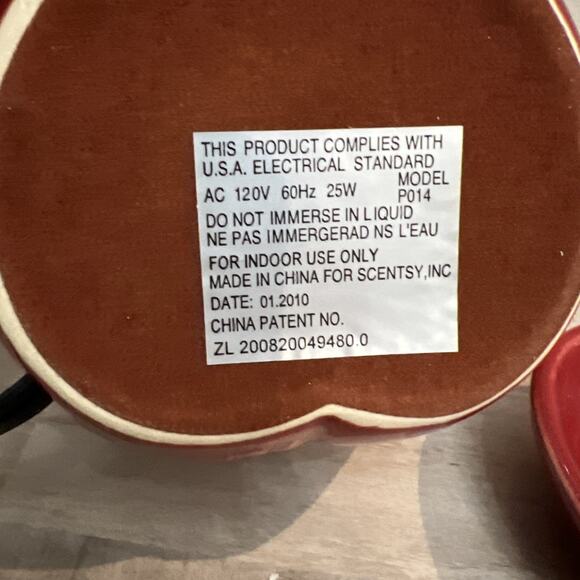 THIS PRODUCT COMPLIES WITH
U.S.A. ELECTRICAL STANDARD
AC 120V 60Hz 25W MODEL
P014
DO NOT IMMERSE IN LIQUID
NE PAS IMMERGERAD NS L'EAU
FOR INDOOR USE ONLY
MADE IN CHINA FOR SCENTSY,INC
DATE: 01.2010
CHINA PATENT NO.
ZL 200820049480.0